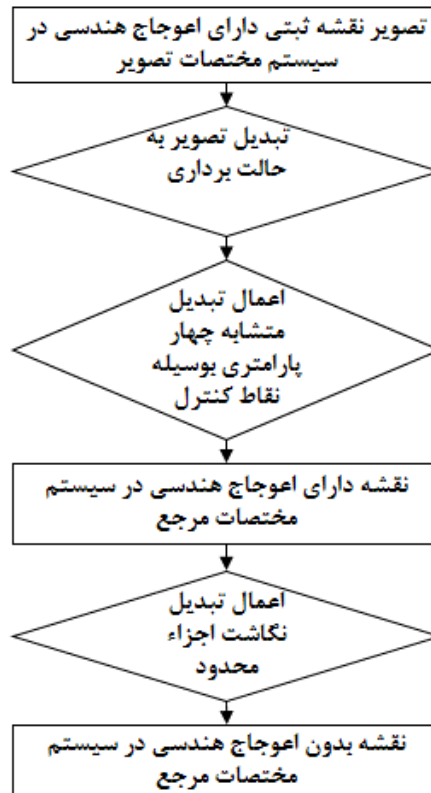 تصویر نقشه ثبتی دارای اعوجاج هندسی در
سیستم مختصات تصویر
تبدیل تصویر به
حالت برداری
اعمال تبدیل
متشابه چهار
پارامتری بوسیله
نقاط کنترل
نقشه دارای اعوجاج هندسی در سیستم
مختصات مرجع
اعمال تبدیل
نگاشت اجزاء
محدود
نقشه بدون اعوجاج هندسی در سیستم
مختصات مرجع